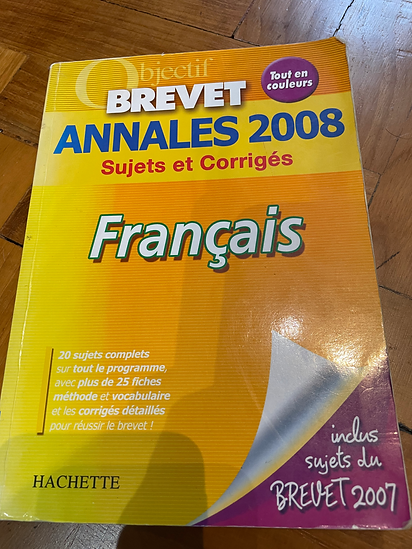 Objectif
BREVET
Tout en
couleurs
ANNALES 2008
Sujets et Corrigés
Français
20 sujets complets
sur tout le programme,
avec plus de 25 fiches
méthode et vocabulaire
et les corrigés détaillés
pour réussir le brevet !
inclus
sujets du
BREVET 2007
HACHETTE